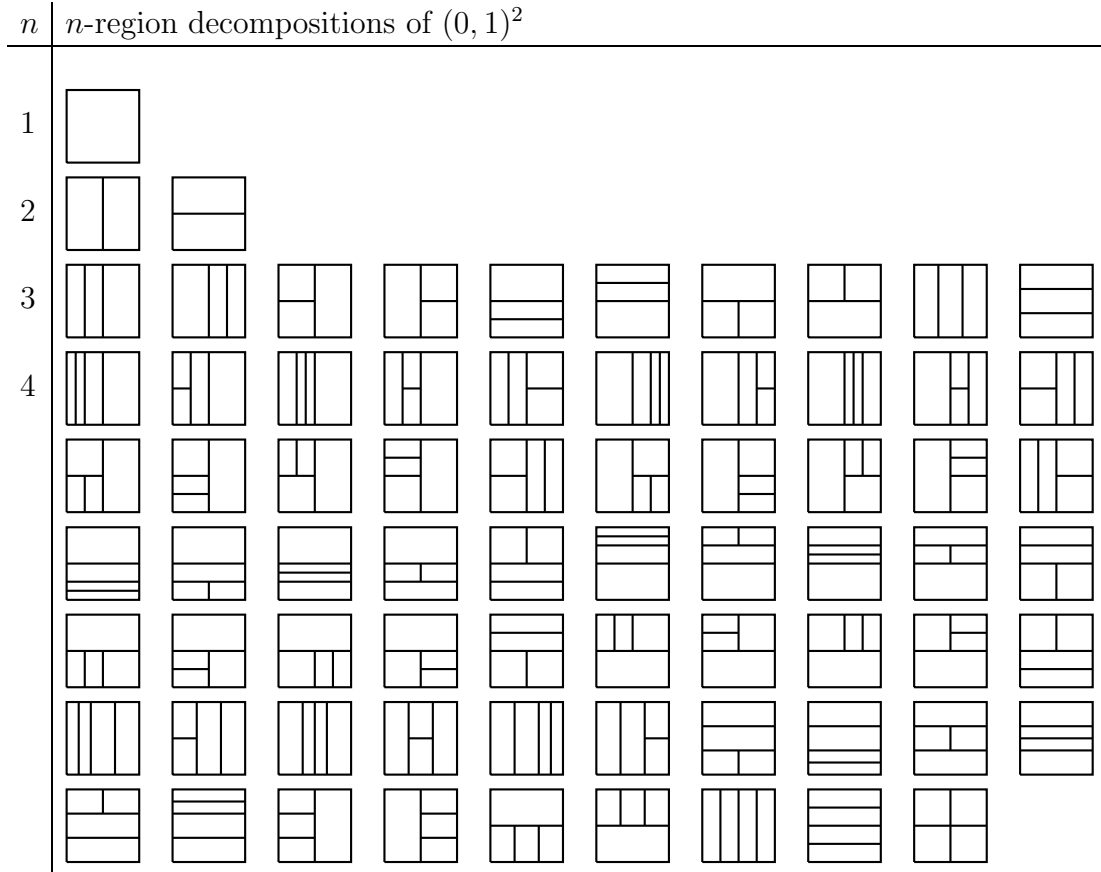 n n-region decompositions of (0, 1)²
1
2
3
4